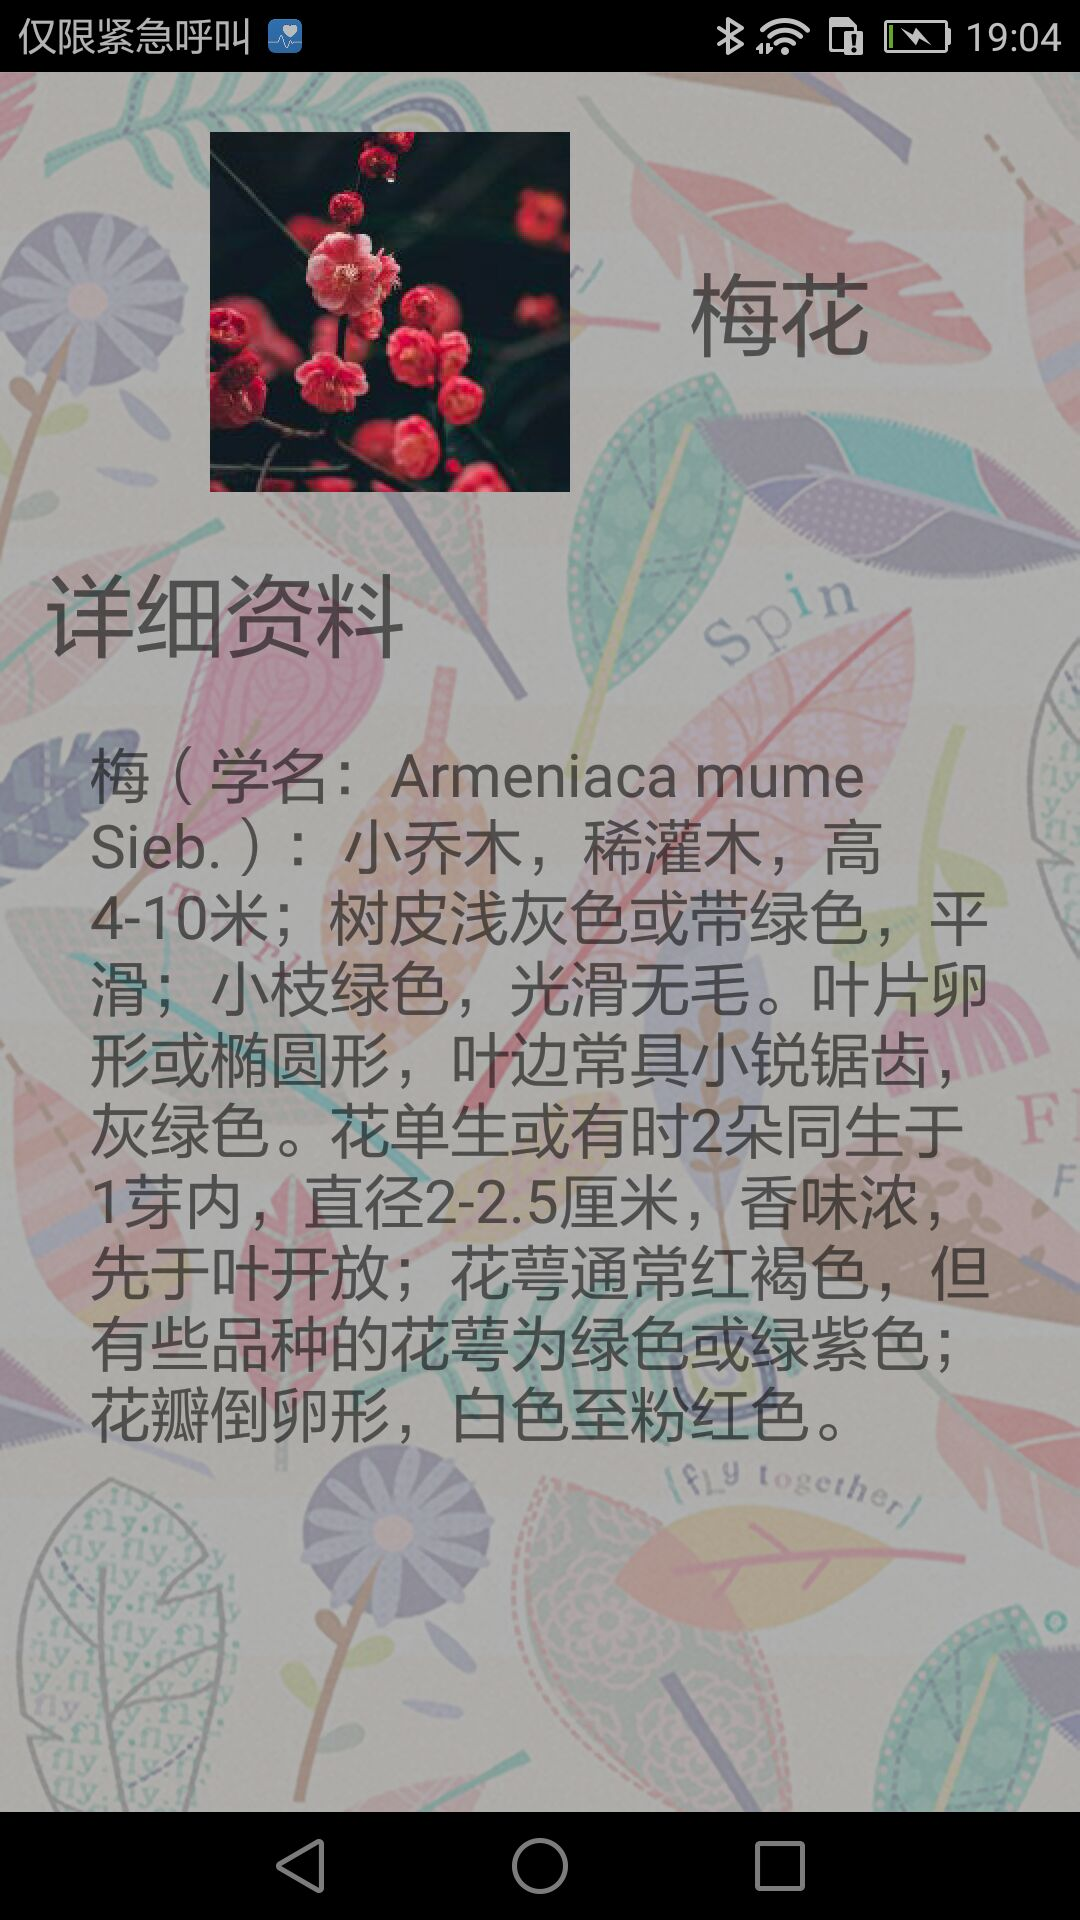 仅限紧急呼叫
19:04
梅花
详细资料
Spin
梅（学名：Armeniaca mume
Sieb.）：小乔木，稀灌木，高
4-10米；树皮浅灰色或带绿色，平
滑；小枝绿色，光滑无毛。叶片卵
形或椭圆形，叶边常具小锐锯齿，
灰绿色。花单生或有时2朵同生于
1芽内，直径2-2.5厘米，香味浓，
先于叶开放；花萼通常红褐色，但
有些品种的花萼为绿色或绿紫色；
花瓣倒卵形，白色至粉红色。
fly together
fly.fly.
fly.fly.fly